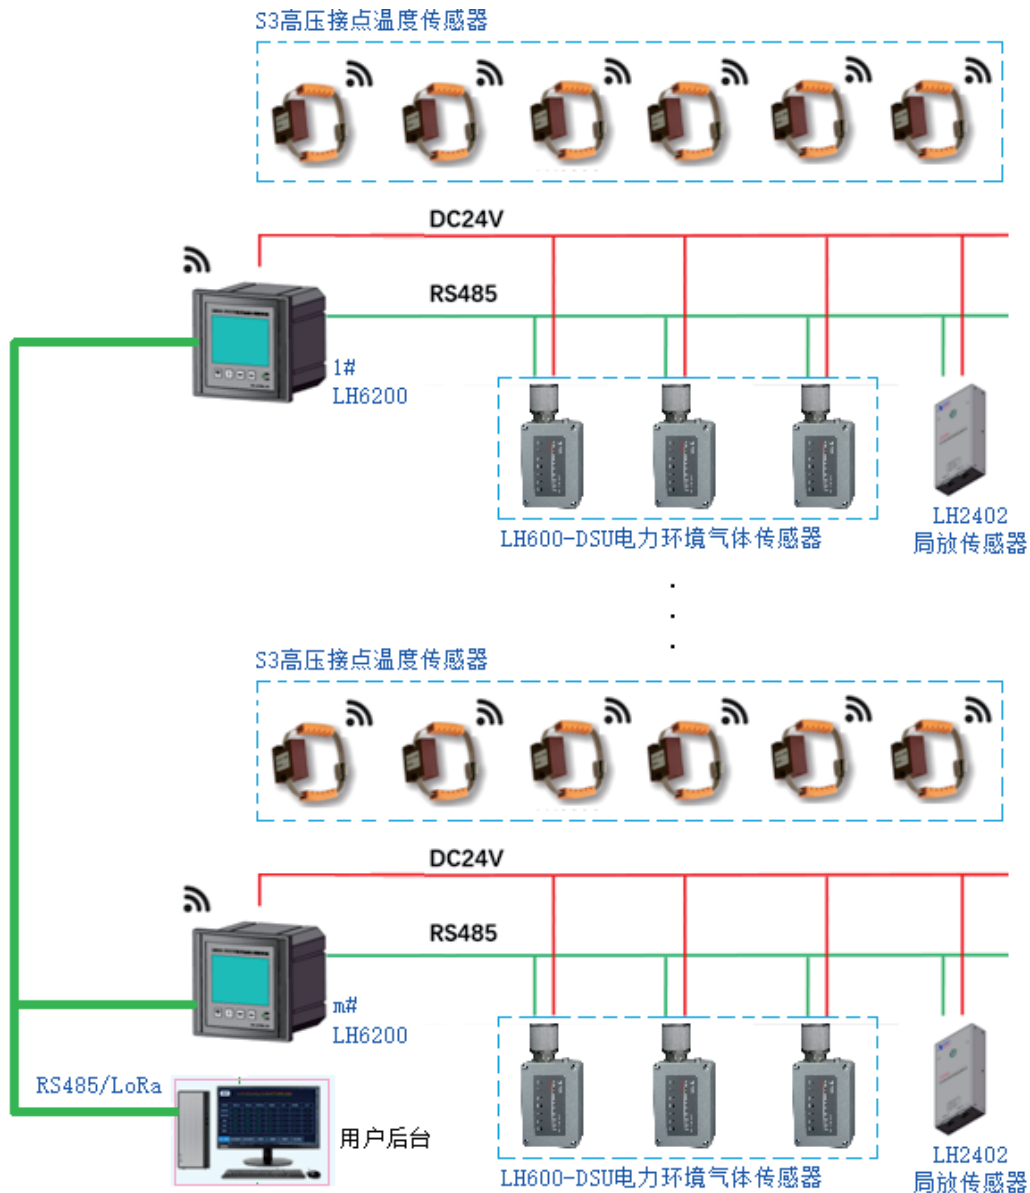 S3高压接点温度传感器
DC24V
RS485
1#
LH6200
LH600-DSU电力环境气体传感器
LH2402
局放传感器
S3高压接点温度传感器
DC24V
RS485
m#
LH6200
RS485/LoRa
用户后台
LH600-DSU电力环境气体传感器
LH2402
局放传感器